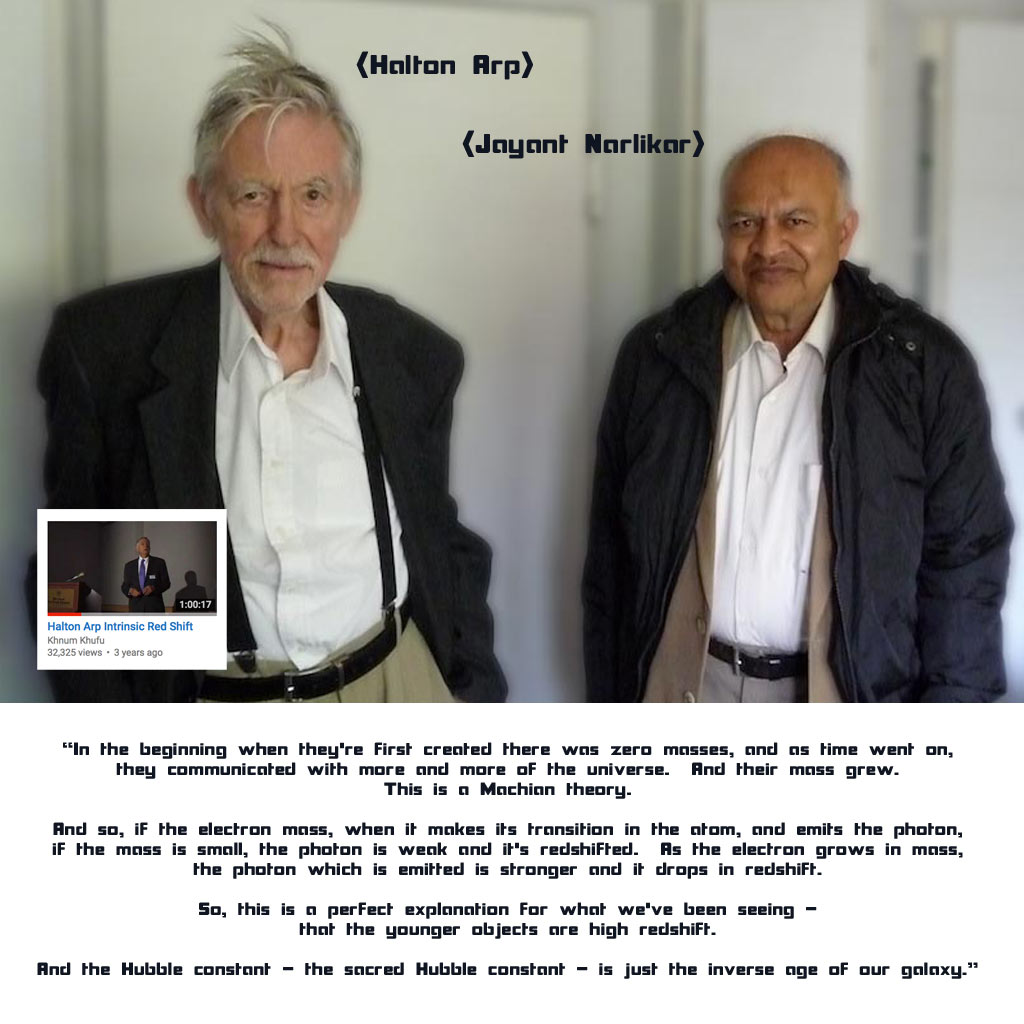 {Halton Arp}
{Jayant Narlikar}
1:00:17
Halton Arp Intrinsic Red Shift
Khnum Khufu
32,325 views • 3 years ago
“In the beginning when they're first created there was zero masses, and as time went on,
they communicated with more and more of the universe.  And their mass grew.
This is a Machian theory.
And so, if the electron mass, when it makes its transition in the atom, and emits the photon,
if the mass is small, the photon is weak and it's redshifted.  As the electron grows in mass,
the photon which is emitted is stronger and it drops in redshift.
So, this is a perfect explanation for what we've been seeing –
that the younger objects are high redshift.
And the Hubble constant – the sacred Hubble constant – is just the inverse age of our galaxy.”